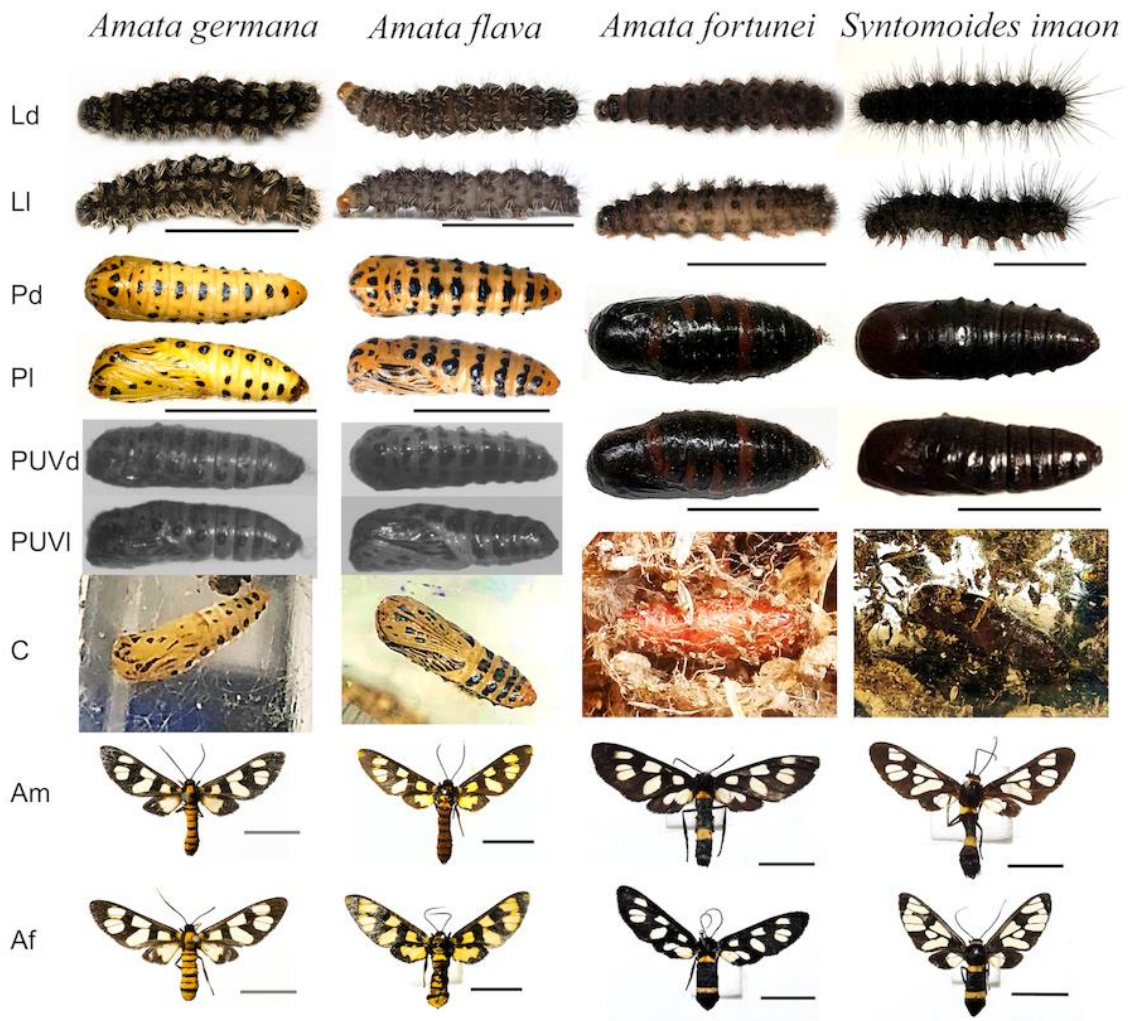 Amata germana Amata flava Amata fortunei Syntomoides imaon
Ld
Ll
Pd
Pl
PUVd
PUVl
C
Am
Af